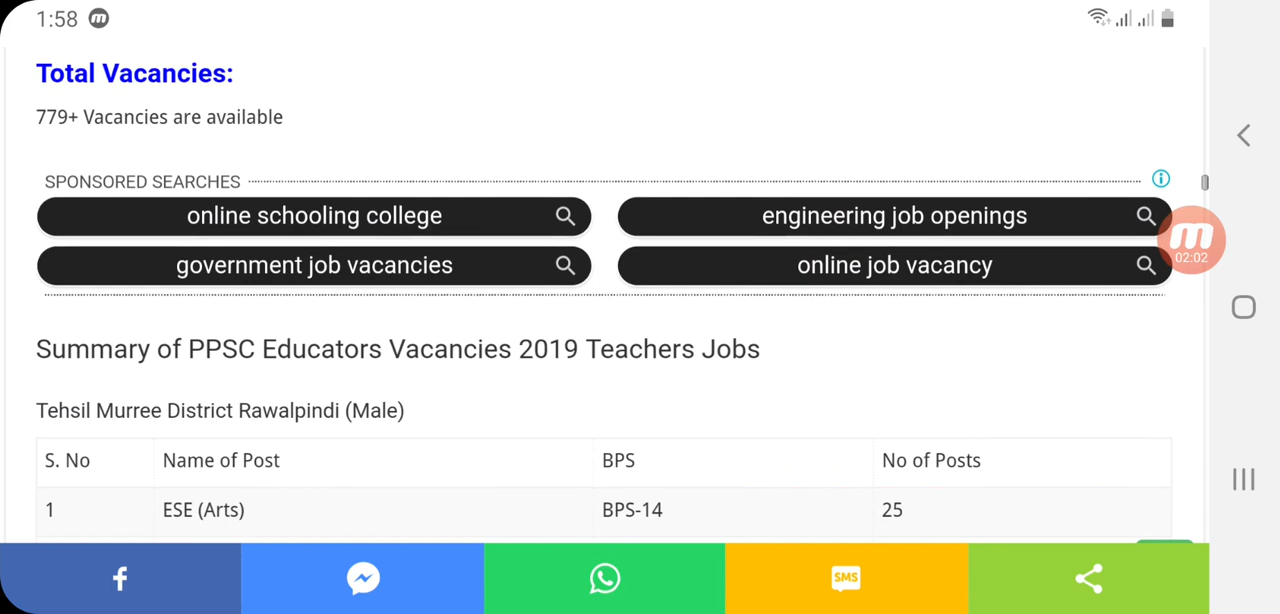 1:58
Total Vacancies:
779+ Vacancies are available
SPONSORED SEARCHES
online schooling college
engineering job openings
government job vacancies
online job vacancy
02:02
Summary of PPSC Educators Vacancies 2019 Teachers Jobs
Tehsil Murree District Rawalpindi (Male)
S. No Name of Post BPS No of Posts
1 ESE (Arts) BPS-14 25
SMS